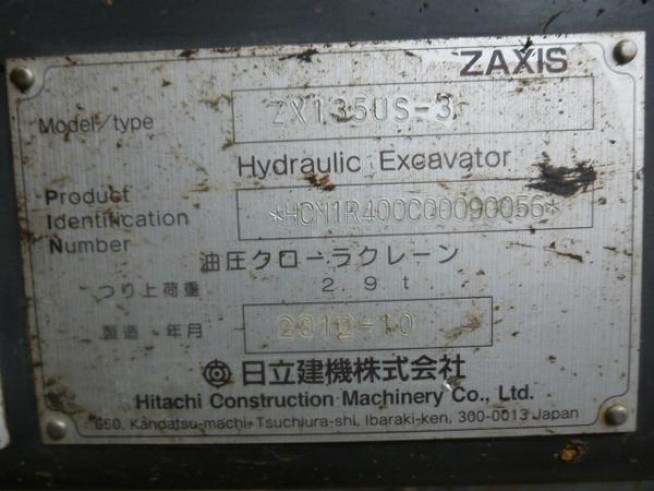 ZAXIS
Model/type ZX135US-3
Hydraulic Excavator
Product
Identification *HCM1R400C00090056*
Number
油圧クローラクレーン
つり上荷重 2.9t
製造 年月 2010-10
日立建機株式会社
Hitachi Construction Machinery Co., Ltd.
650, Kandatsu-machi, Tsuchiura-shi, Ibaraki-ken, 300-0013 Japan